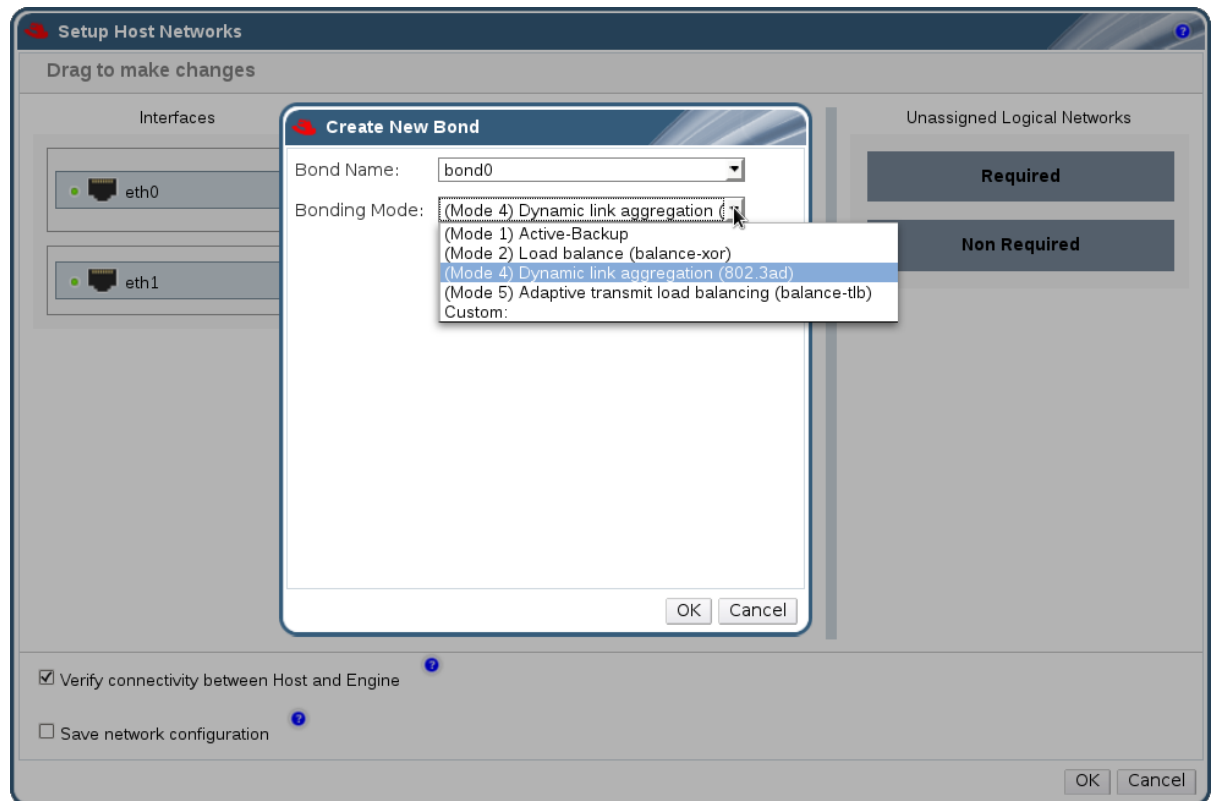 Setup Host Networks
?
Drag to make changes
Interfaces
Unassigned Logical Networks
Create New Bond
Bond Name: bond0
Required
eth0
Bonding Mode: (Mode 4) Dynamic link aggregation (
(Mode 1) Active-Backup
(Mode 2) Load balance (balance-xor)
Non Required
(Mode 4) Dynamic link aggregation (802.3ad)
eth1
(Mode 5) Adaptive transmit load balancing (balance-tlb)
Custom:
OK Cancel
Verify connectivity between Host and Engine ?
Save network configuration ?
OK Cancel